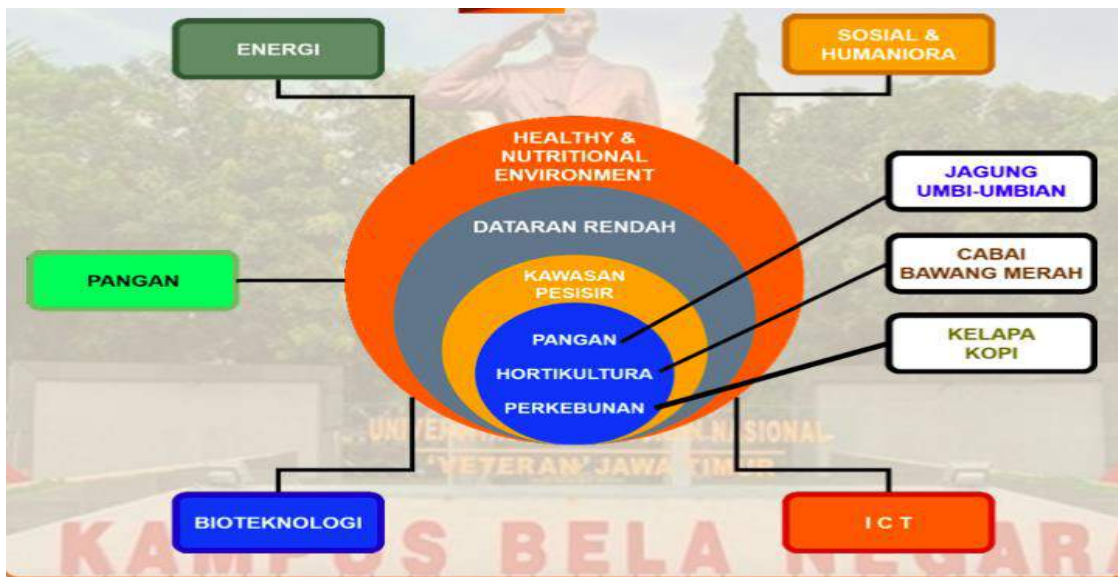 ENERGI
SOSIAL &
HUMANIORA
HEALTHY &
NUTRITIONAL
ENVIRONMENT
JAGUNG
UMBI-UMBIAN
DATARAN RENDAH
CABAI
BAWANG MERAH
PANGAN
KAWASAN
PESISIR
PANGAN
KELAPA
KOPI
HORTIKULTURA
PERKEBUNAN
NASIONAL
'VETERAN' JAWA TIMUR
BIOTEKNOLOGI
I C T
KAMPUS BELA NEGARA